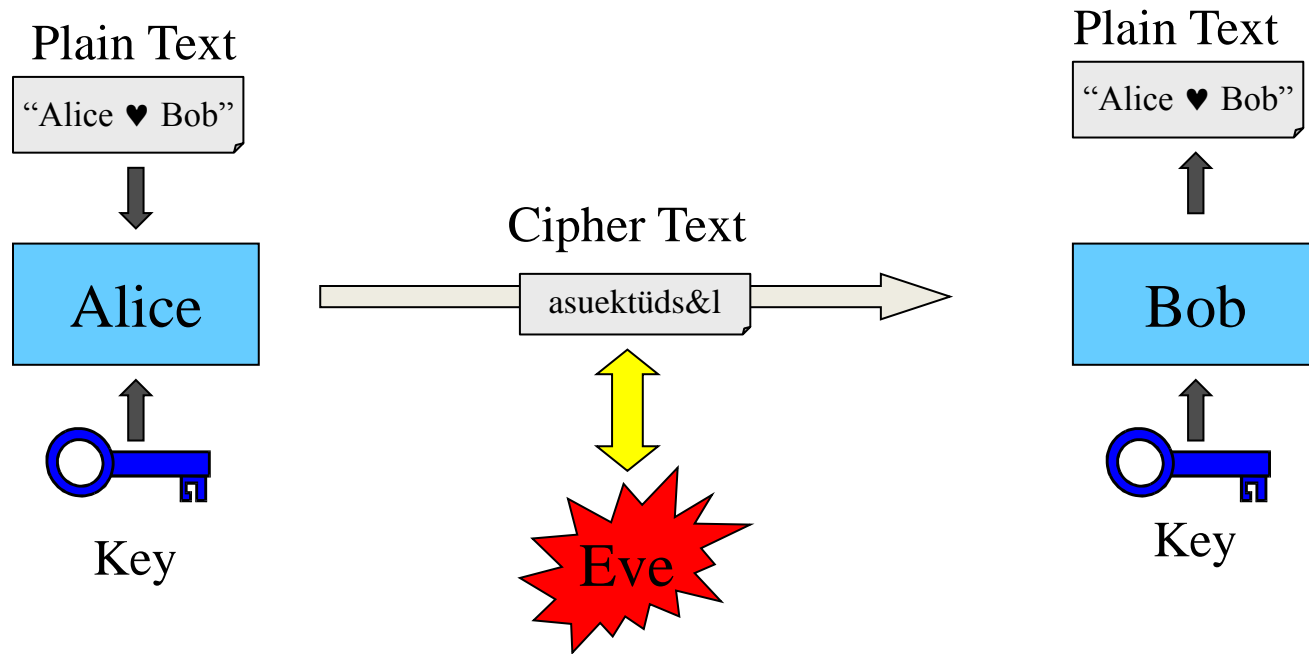 Plain Text
“Alice ♥ Bob”
Alice
Key
Cipher Text
asuektüds&l
Eve
Plain Text
“Alice ♥ Bob”
Bob
Key